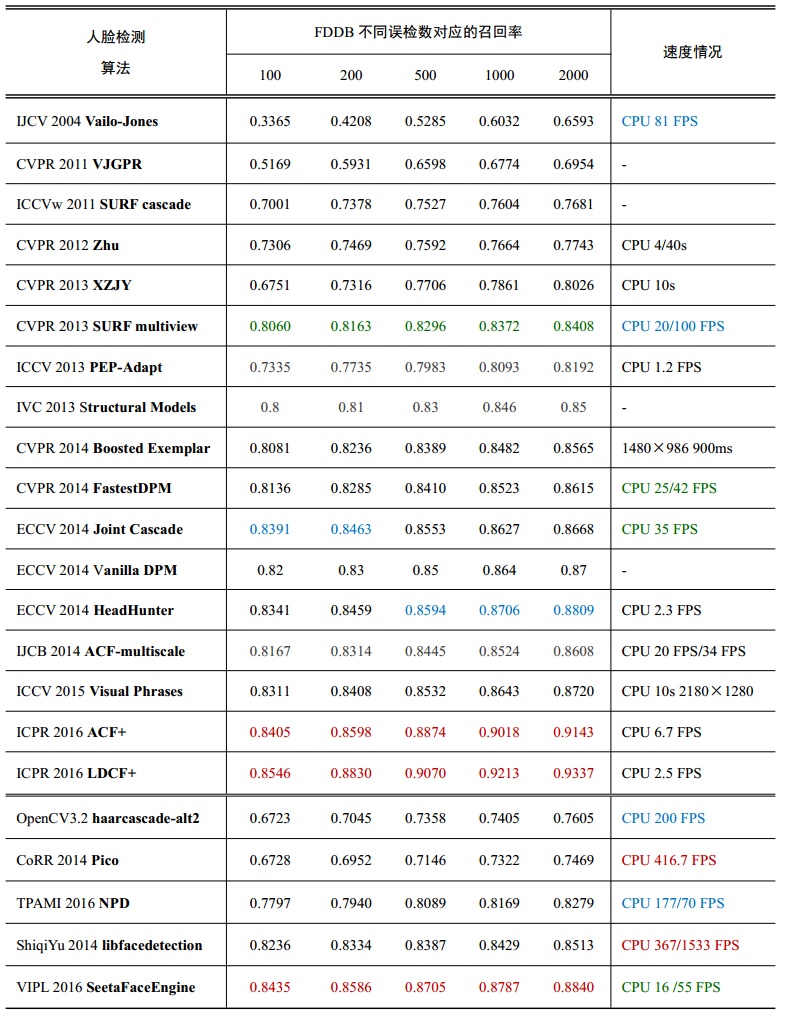 人脸检测
算法
FDDB 不同误检数对应的召回率
速度情况
100 200 500 1000 2000
IJCV 2004 Vailo-Jones 0.3365 0.4208 0.5285 0.6032 0.6593 CPU 81 FPS
CVPR 2011 VJGPR 0.5169 0.5931 0.6598 0.6774 0.6954 -
ICCVw 2011 SURF cascade 0.7001 0.7378 0.7527 0.7604 0.7681 -
CVPR 2012 Zhu 0.7306 0.7469 0.7592 0.7664 0.7743 CPU 4/40s
CVPR 2013 XZJY 0.6751 0.7316 0.7706 0.7861 0.8026 CPU 10s
CVPR 2013 SURF multiview 0.8060 0.8163 0.8296 0.8372 0.8408 CPU 20/100 FPS
ICCV 2013 PEP-Adapt 0.7335 0.7735 0.7983 0.8093 0.8192 CPU 1.2 FPS
IVC 2013 Structural Models 0.8 0.81 0.83 0.846 0.85 -
CVPR 2014 Boosted Exemplar 0.8081 0.8236 0.8389 0.8482 0.8565 1480×986 900ms
CVPR 2014 FastestDPM 0.8136 0.8285 0.8410 0.8523 0.8615 CPU 25/42 FPS
ECCV 2014 Joint Cascade 0.8391 0.8463 0.8553 0.8627 0.8668 CPU 35 FPS
ECCV 2014 Vanilla DPM 0.82 0.83 0.85 0.864 0.87 -
ECCV 2014 HeadHunter 0.8341 0.8459 0.8594 0.8706 0.8809 CPU 2.3 FPS
IJCB 2014 ACF-multiscale 0.8167 0.8314 0.8445 0.8524 0.8608 CPU 20 FPS/34 FPS
ICCV 2015 Visual Phrases 0.8311 0.8408 0.8532 0.8643 0.8720 CPU 10s 2180×1280
ICPR 2016 ACF+ 0.8405 0.8598 0.8874 0.9018 0.9143 CPU 6.7 FPS
ICPR 2016 LDCF+ 0.8546 0.8830 0.9070 0.9213 0.9337 CPU 2.5 FPS
OpenCV3.2 haarcascade-alt2 0.6723 0.7045 0.7358 0.7405 0.7605 CPU 200 FPS
CoRR 2014 Pico 0.6728 0.6952 0.7146 0.7322 0.7469 CPU 416.7 FPS
TPAMI 2016 NPD 0.7797 0.7940 0.8089 0.8169 0.8279 CPU 177/70 FPS
ShiqiYu 2014 libfacedetection 0.8236 0.8334 0.8387 0.8429 0.8513 CPU 367/1533 FPS
VIPL 2016 SeetaFaceEngine 0.8435 0.8586 0.8705 0.8787 0.8840 CPU 16 /55 FPS